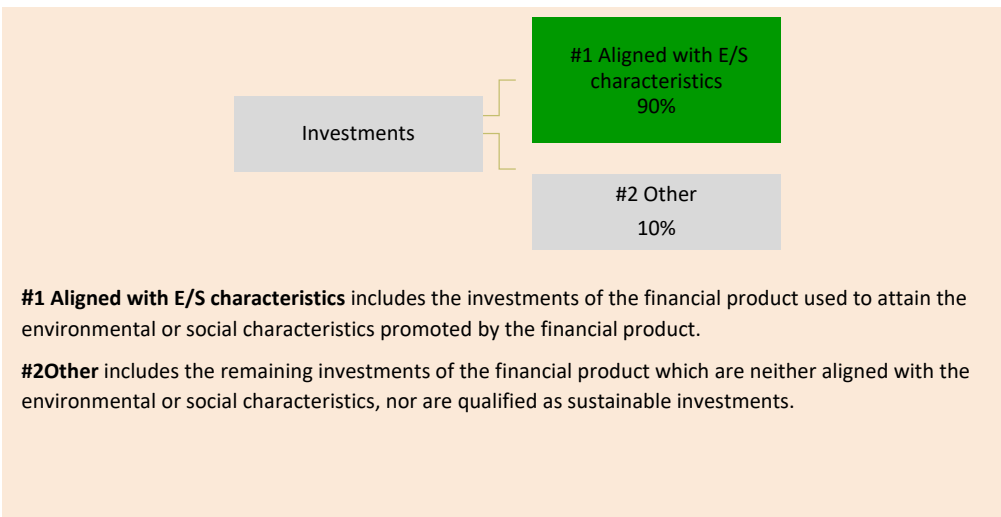 #1 Aligned with E/S
characteristics
90%
Investments
#2 Other
10%
#1 Aligned with E/S characteristics includes the investments of the financial product used to attain the
environmental or social characteristics promoted by the financial product.
#2Other includes the remaining investments of the financial product which are neither aligned with the
environmental or social characteristics, nor are qualified as sustainable investments.